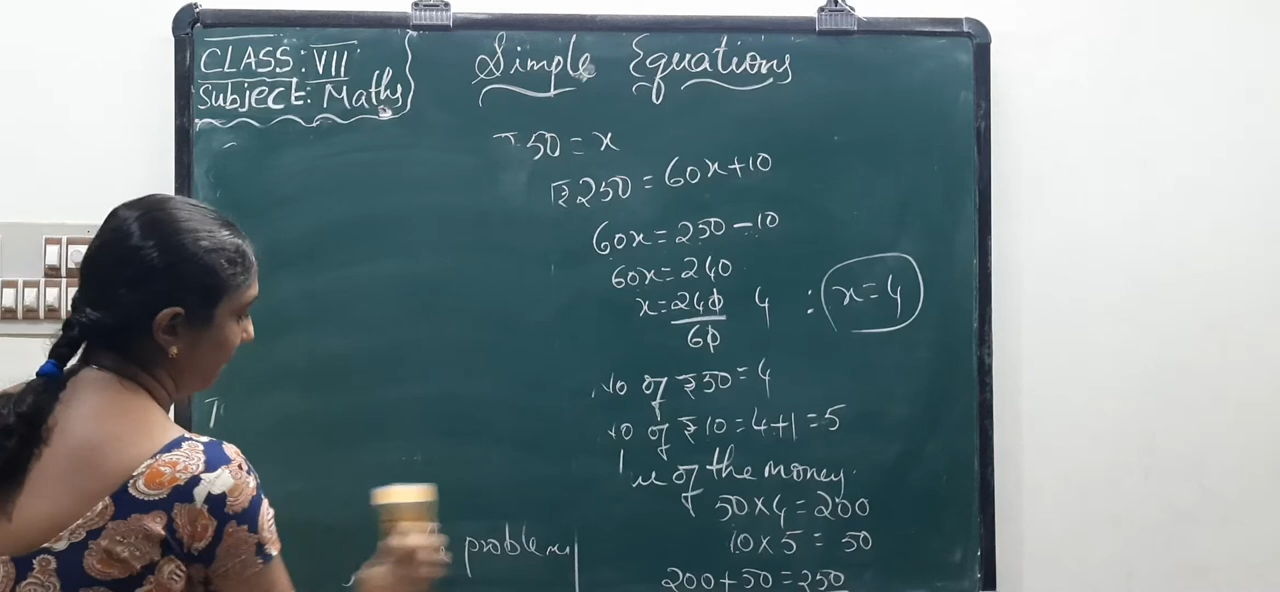 CLASS: VII
Subject: Maths
Simple Equations
₹50=x
₹250=60x+10
60x=250-10
60x=240
x=240/60 4 : x=4
No of ₹50=4
No of ₹10=4+1=5
of the money.
50×4=200
10×5=50
problem
200+50=250